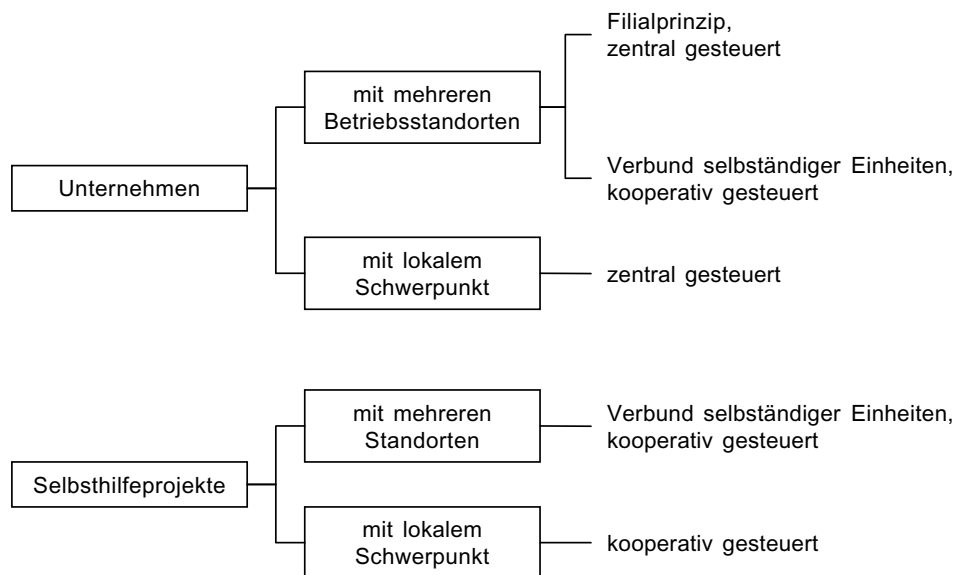 Filialprinzip,
zentral gesteuert
mit mehreren
Betriebsstandorten
Verbund selbständiger Einheiten,
kooperativ gesteuert
Unternehmen
mit lokalem
Schwerpunkt
zentral gesteuert
mit mehreren
Standorten
Verbund selbständiger Einheiten,
kooperativ gesteuert
Selbsthilfeprojekte
mit lokalem
Schwerpunkt
kooperativ gesteuert